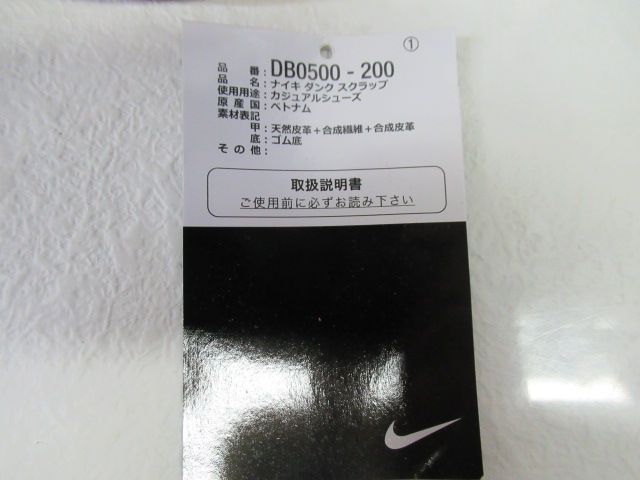 ①
品番：DB0500 - 200
品名：ナイキ ダンク スクラップ
使用用途：カジュアルシューズ
原産国：ベトナム
素材表記
甲：天然皮革＋合成繊維＋合成皮革
底：ゴム底
その他：
取扱説明書
ご使用前に必ずお読み下さい